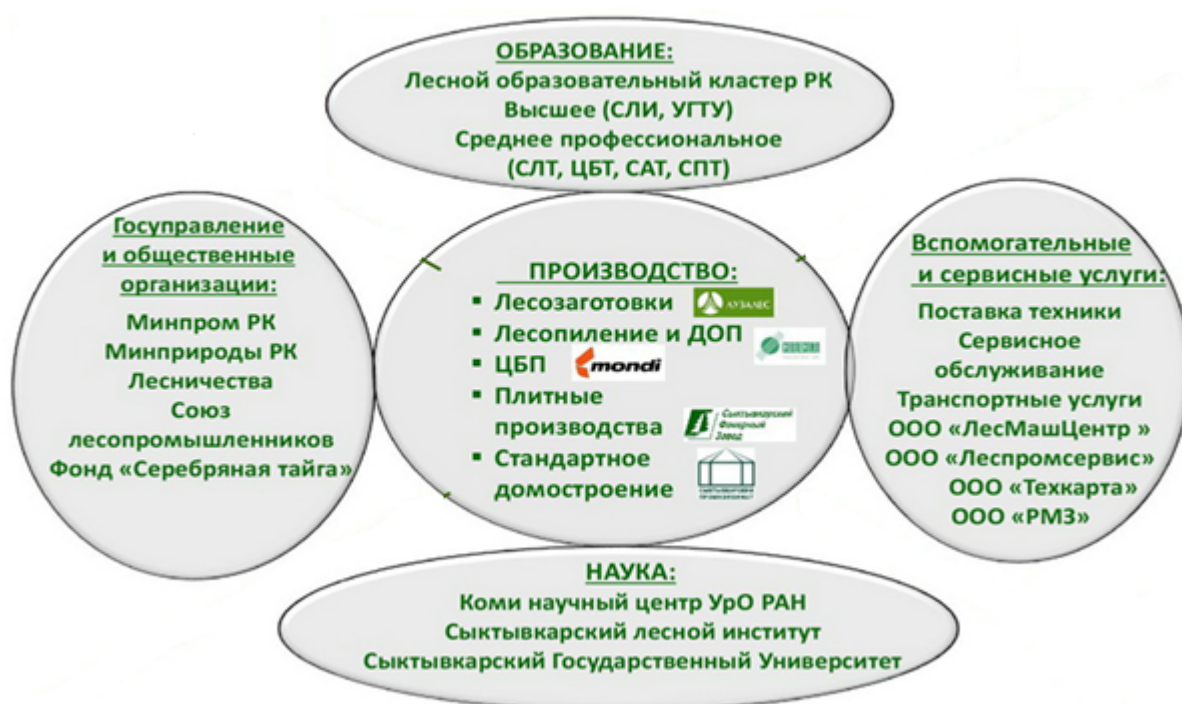 ОБРАЗОВАНИЕ:
Лесной образовательный кластер РК
Высшее (СЛИ, УГТУ)
Среднее профессиональное
(СЛТ, ЦБТ, САТ, СПТ)
Госуправление
и общественные
организации:
Минпром РК
Минприроды РК
Лесничества
Союз
лесопромышленников
Фонд «Серебряная тайга»
ПРОИЗВОДСТВО:
▪ Лесозаготовки ЛУЗАЛЕС
▪ Лесопиление и ДОП
▪ ЦБП mondi
▪ Плитные
производства
Сыктывкарский
Фанерный
Завод
▪ Стандартное
домостроение
Вспомогательные
и сервисные услуги:
Поставка техники
Сервисное
обслуживание
Транспортные услуги
ООО «ЛесМашЦентр »
ООО «Леспромсервис»
ООО «Техкарта»
ООО «РМЗ»
НАУКА:
Коми научный центр УрО РАН
Сыктывкарский лесной институт
Сыктывкарский Государственный Университет